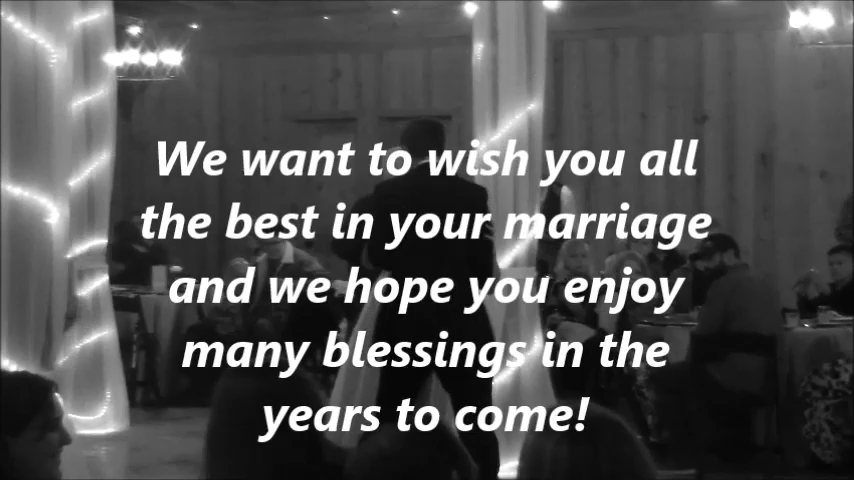 We want to wish you all
the best in your marriage
and we hope you enjoy
many blessings in the
years to come!